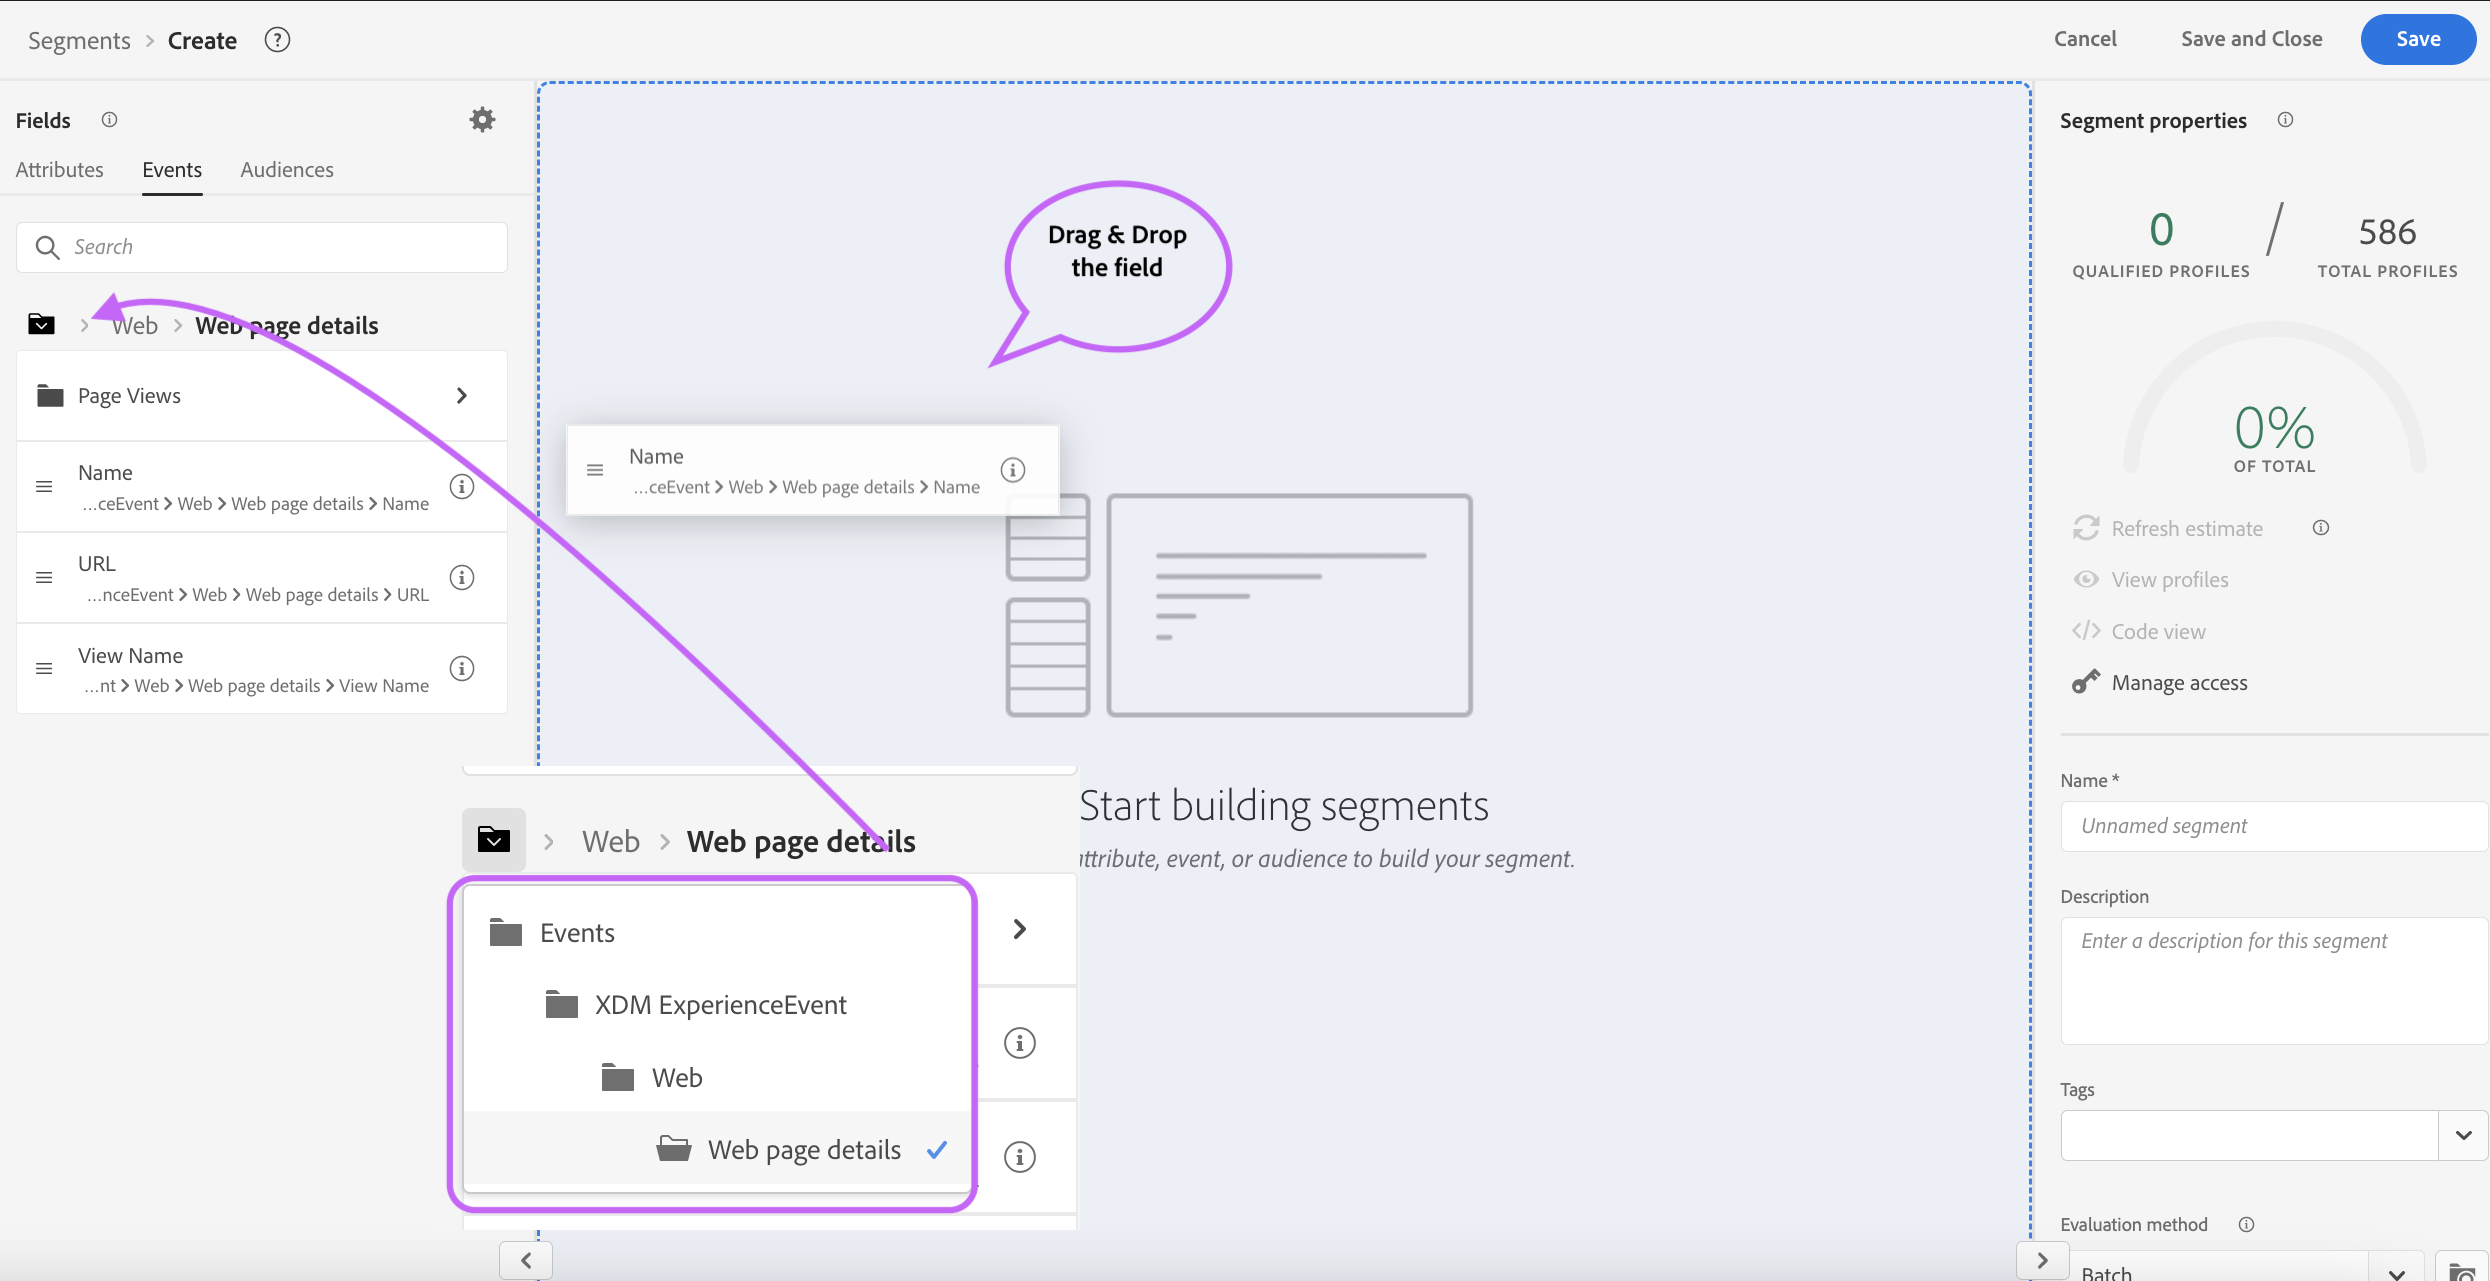 Segments > Create
Cancel
Save and Close
Save
Fields
Attributes
Events
Audiences
Search
> Web > Web page details
Page Views
Name
...ceEvent > Web > Web page details > Name
URL
...nceEvent > Web > Web page details > URL
View Name
...nt > Web > Web page details > View Name
Drag & Drop
the field
Name
...ceEvent > Web > Web page details > Name
Start building segments
attribute, event, or audience to build your segment.
> Web > Web page details
Events
XDM ExperienceEvent
Web
Web page details
Segment properties
0 / 586
QUALIFIED PROFILES
TOTAL PROFILES
0%
OF TOTAL
Refresh estimate
View profiles
</> Code view
Manage access
Name *
Unnamed segment
Description
Enter a description for this segment
Tags
Evaluation method
Batch